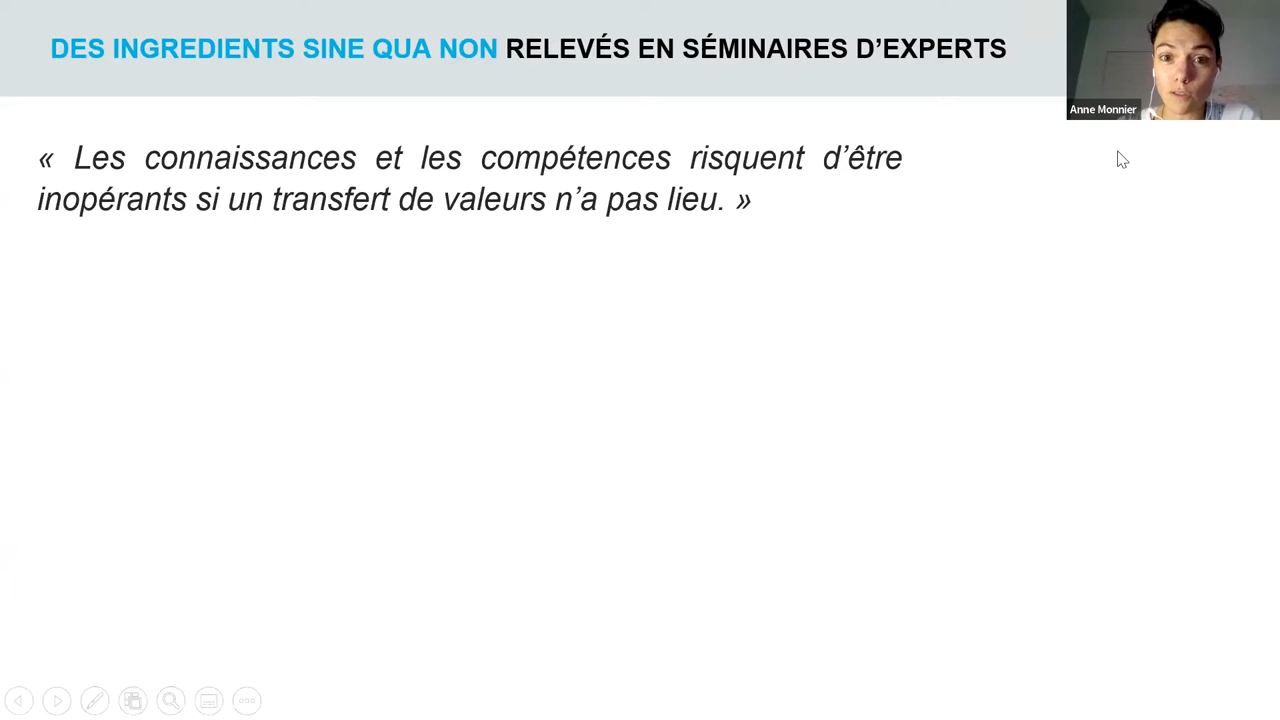 DES INGREDIENTS SINE QUA NON RELEVÉS EN SÉMINAIRES D’EXPERTS
Anne Monnier
« Les connaissances et les compétences risquent d’être
inopérants si un transfert de valeurs n’a pas lieu. »